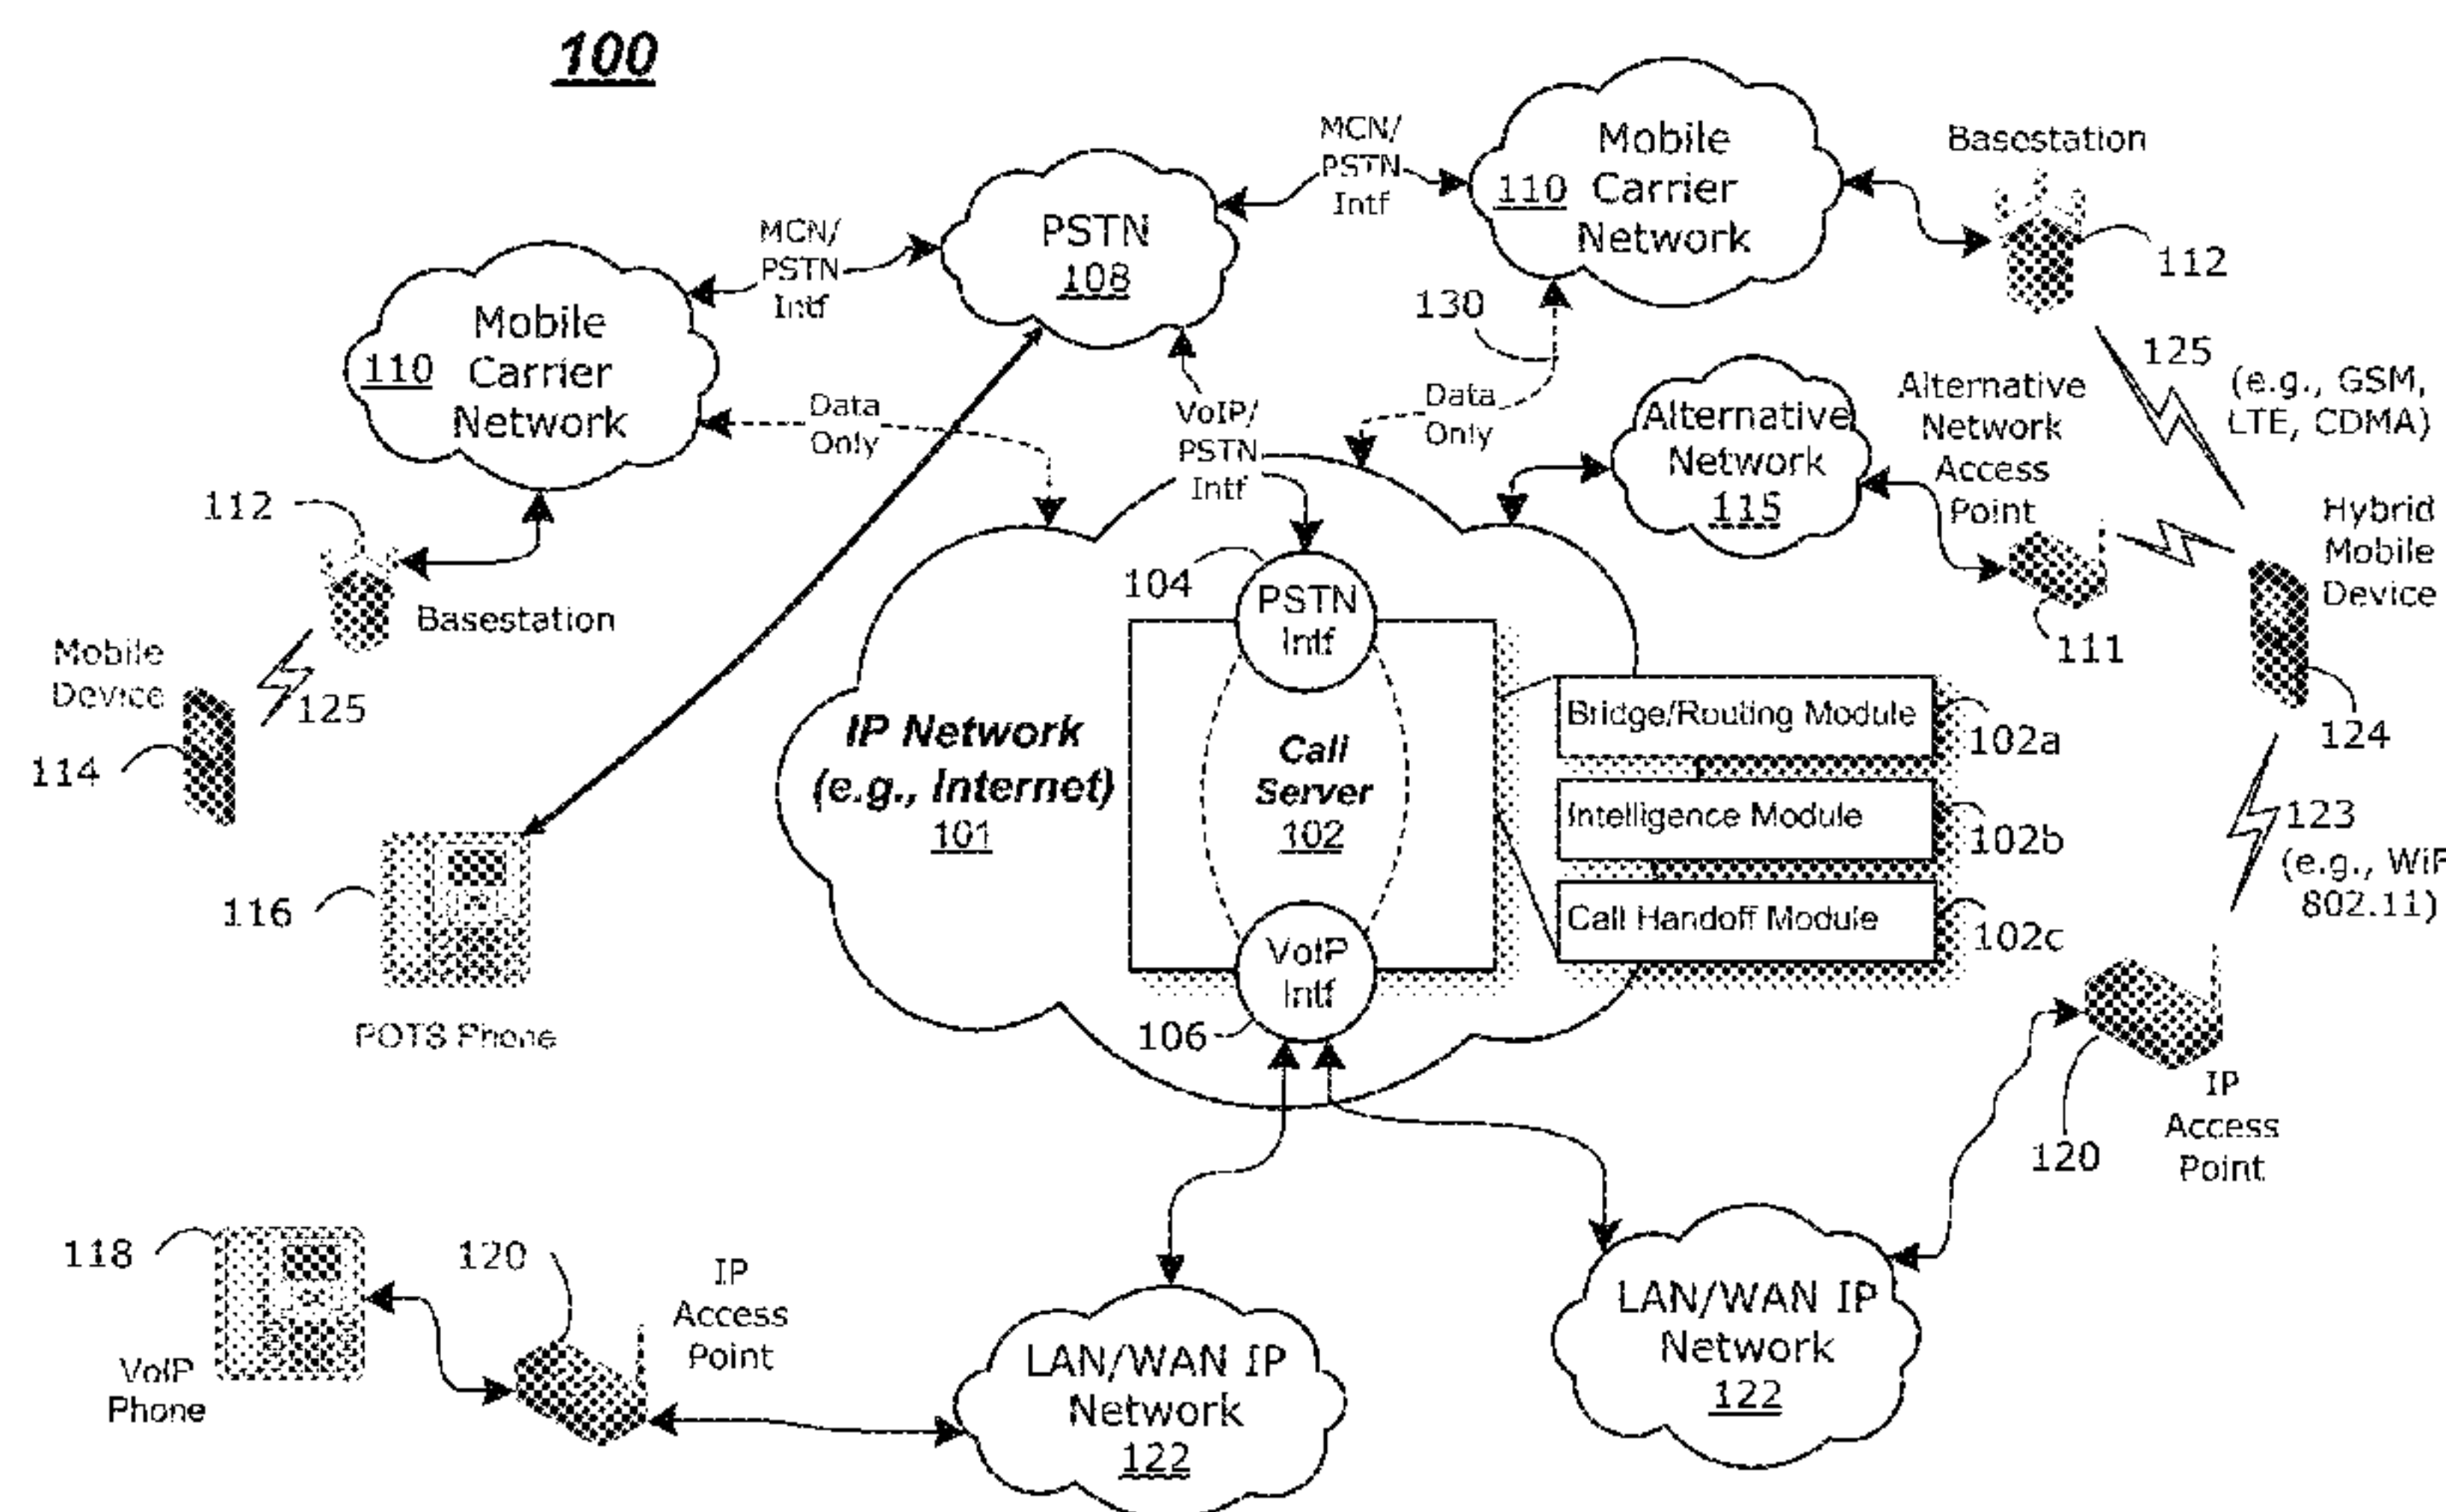 100
MCN/
PSTN
Intf
Mobile
Carrier
Network
110
Basestation
112
PSTN
108
MCN/
PSTN
Intf
Mobile
Carrier
Network
110
130
Data
Only
125
(e.g., GSM,
LTE, CDMA)
Alternative
Network
Access
Point
Alternative
Network
115
Data
Only
VoIP/
PSTN
Intf
112
Basestation
Mobile
Device
125
114
104
PSTN
Intf
111
Hybrid
Mobile
Device
124
IP Network
(e.g., Internet)
101
Call
Server
102
Bridge/Routing Module
102a
Intelligence Module
102b
Call Handoff Module
102c
123
(e.g., WiF
802.11)
116
POTS Phone
VoIP
Intf
106
IP
Access
Point
120
118
VoIP
Phone
120
IP
Access
Point
LAN/WAN IP
Network
122
LAN/WAN IP
Network
122